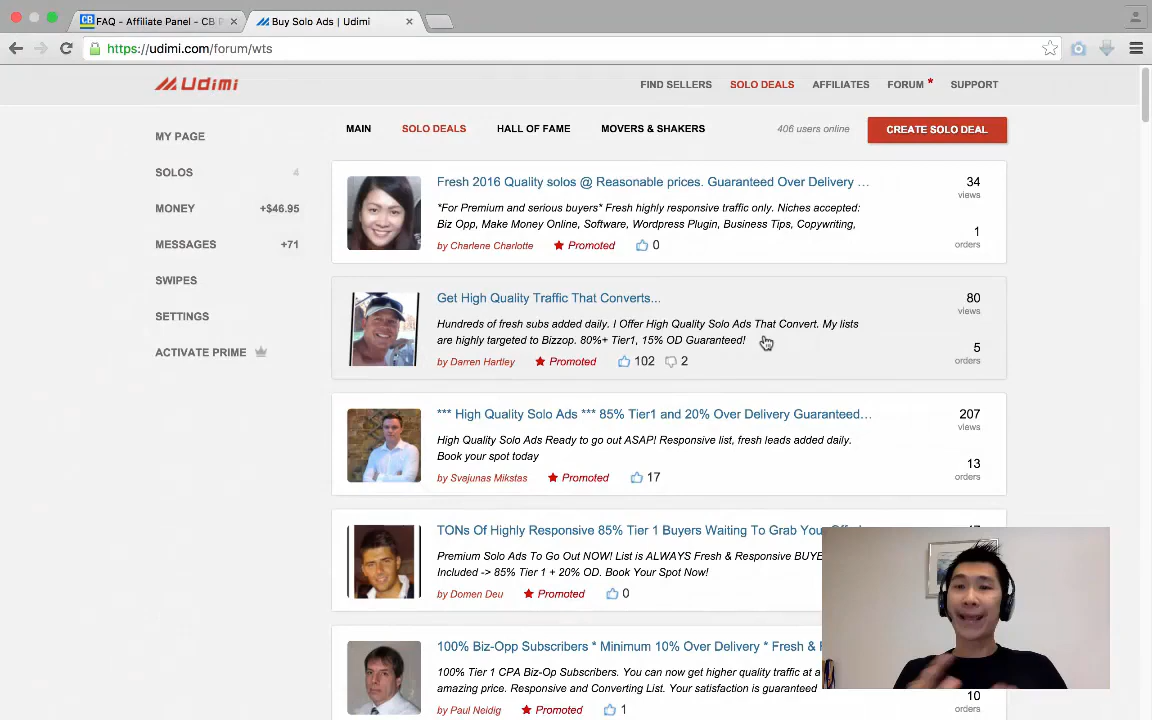 FAQ - Affiliate Panel - CB
Buy Solo Ads | Udimi
https://udimi.com/forum/wts
Udimi
FIND SELLERS
SOLO DEALS
AFFILIATES
FORUM *
SUPPORT
MY PAGE
SOLOS 4
MONEY +$46.95
MESSAGES +71
SWIPES
SETTINGS
ACTIVATE PRIME
MAIN
SOLO DEALS
HALL OF FAME
MOVERS & SHAKERS
406 users online
CREATE SOLO DEAL
Fresh 2016 Quality solos @ Reasonable prices. Guaranteed Over Delivery ...
*For Premium and serious buyers* Fresh highly responsive traffic only. Niches accepted:
Biz Opp, Make Money Online, Software, Wordpress Plugin, Business Tips, Copywriting,
by Charlene Charlotte ★ Promoted 0
34
views
1
orders
Get High Quality Traffic That Converts...
Hundreds of fresh subs added daily. I Offer High Quality Solo Ads That Convert. My lists
are highly targeted to Bizzop. 80%+ Tier1, 15% OD Guaranteed!
by Darren Hartley ★ Promoted 102 2
80
views
5
orders
*** High Quality Solo Ads *** 85% Tier1 and 20% Over Delivery Guaranteed...
High Quality Solo Ads Ready to go out ASAP! Responsive list, fresh leads added daily.
Book your spot today
by Svajunas Mikstas ★ Promoted 17
207
views
13
orders
TONs Of Highly Responsive 85% Tier 1 Buyers Waiting To Grab You
Premium Solo Ads To Go Out NOW! List is ALWAYS Fresh & Responsive BUYE
Included -> 85% Tier 1 + 20% OD. Book Your Spot Now!
by Domen Deu ★ Promoted 0
100% Biz-Opp Subscribers * Minimum 10% Over Delivery * Fresh &
100% Tier 1 CPA Biz-Op Subscribers. You can now get higher quality traffic at a
amazing price. Responsive and Converting List. Your satisfaction is guaranteed
by Paul Neidig ★ Promoted 1
10
orders